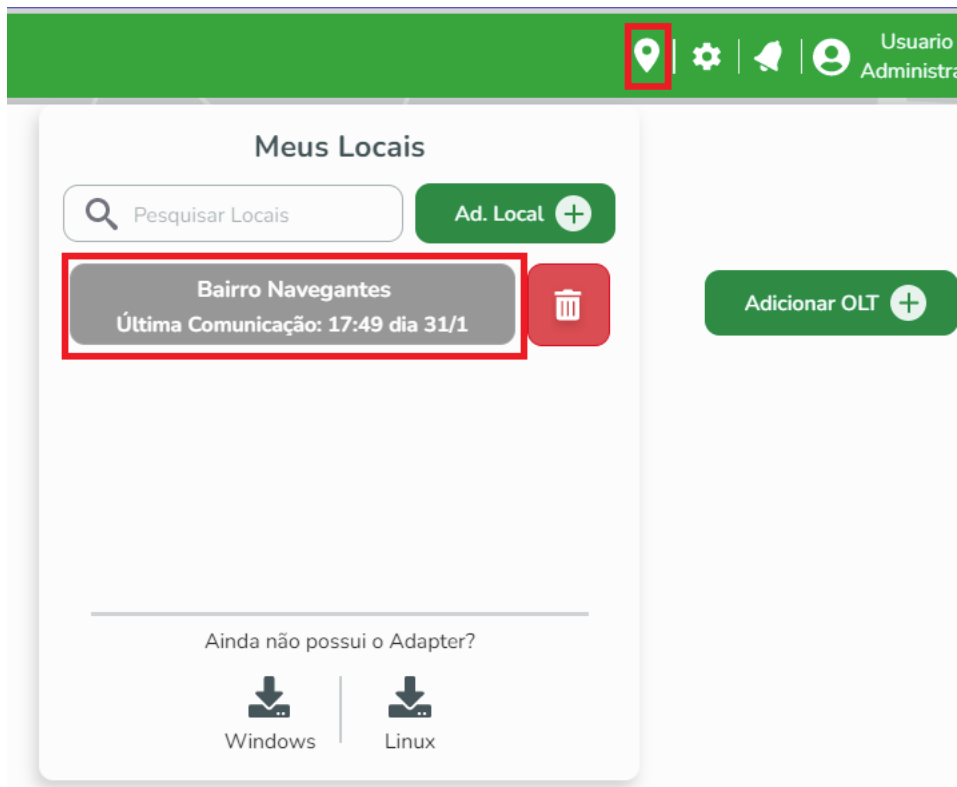 Usuario
Administra
Meus Locais
Pesquisar Locais
Ad. Local
Bairro Navegantes
Última Comunicação: 17:49 dia 31/1
Adicionar OLT
Ainda não possui o Adapter?
Windows
Linux